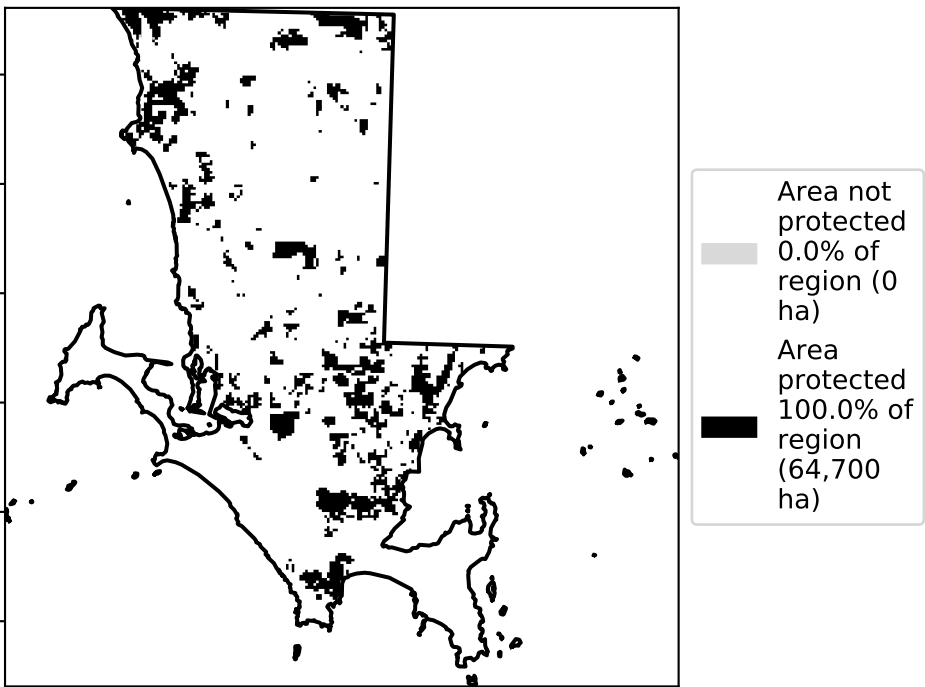 Area not
protected
0.0% of
region (0
ha)
Area
protected
100.0% of
region
(64,700
ha)